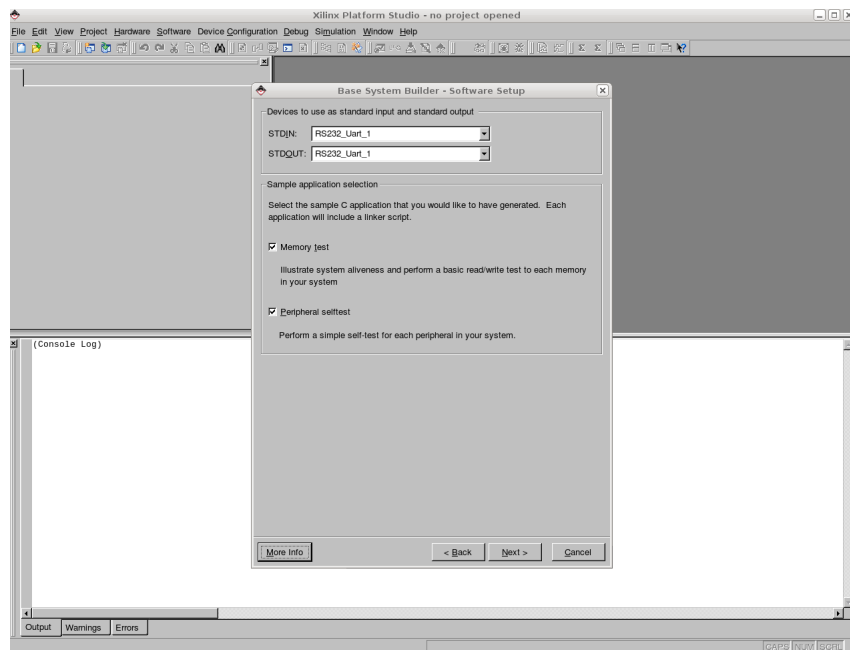 Xilinx Platform Studio - no project opened
File Edit View Project Hardware Software Device Configuration Debug Simulation Window Help
Base System Builder - Software Setup
Devices to use as standard input and standard output
STDIN: RS232_Uart_1
STDOUT: RS232_Uart_1
Sample application selection
Select the sample C application that you would like to have generated. Each
application will include a linker script.
Memory test
Illustrate system aliveness and perform a basic read/write test to each memory
in your system
Peripheral selftest
Perform a simple self-test for each peripheral in your system.
(Console Log)
More Info < Back Next > Cancel
Output Warnings Errors
CAPS NUM SCRL